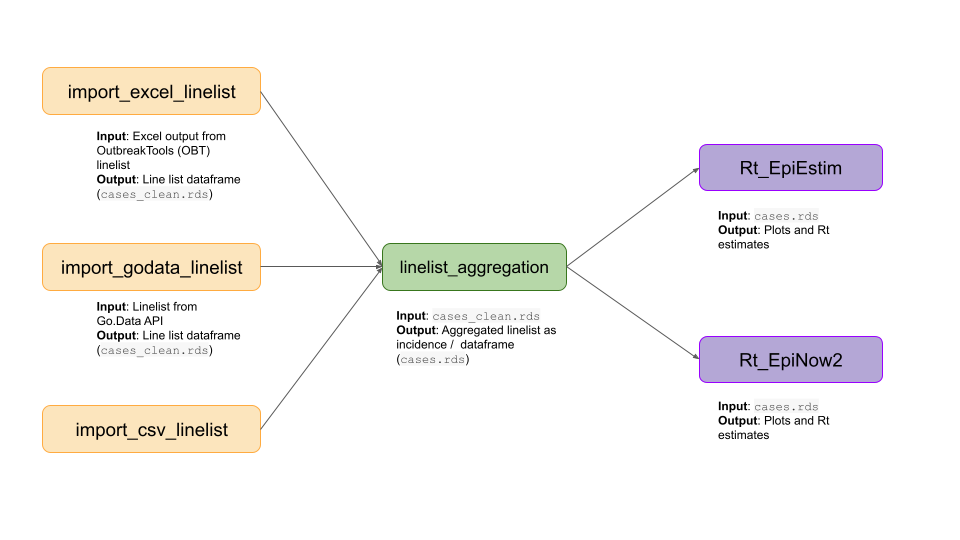 import_excel_linelist
Input: Excel output from
OutbreakTools (OBT)
linelist
Output: Line list dataframe
(cases_clean.rds)
import_godata_linelist
Input: Linelist from
Go.Data API
Output: Line list dataframe
(cases_clean.rds)
import_csv_linelist
linelist_aggregation
Input: cases_clean.rds
Output: Aggregated linelist as
incidence / dataframe
(cases.rds)
Rt_EpiEstim
Input: cases.rds
Output: Plots and Rt
estimates
Rt_EpiNow2
Input: cases.rds
Output: Plots and Rt
estimates